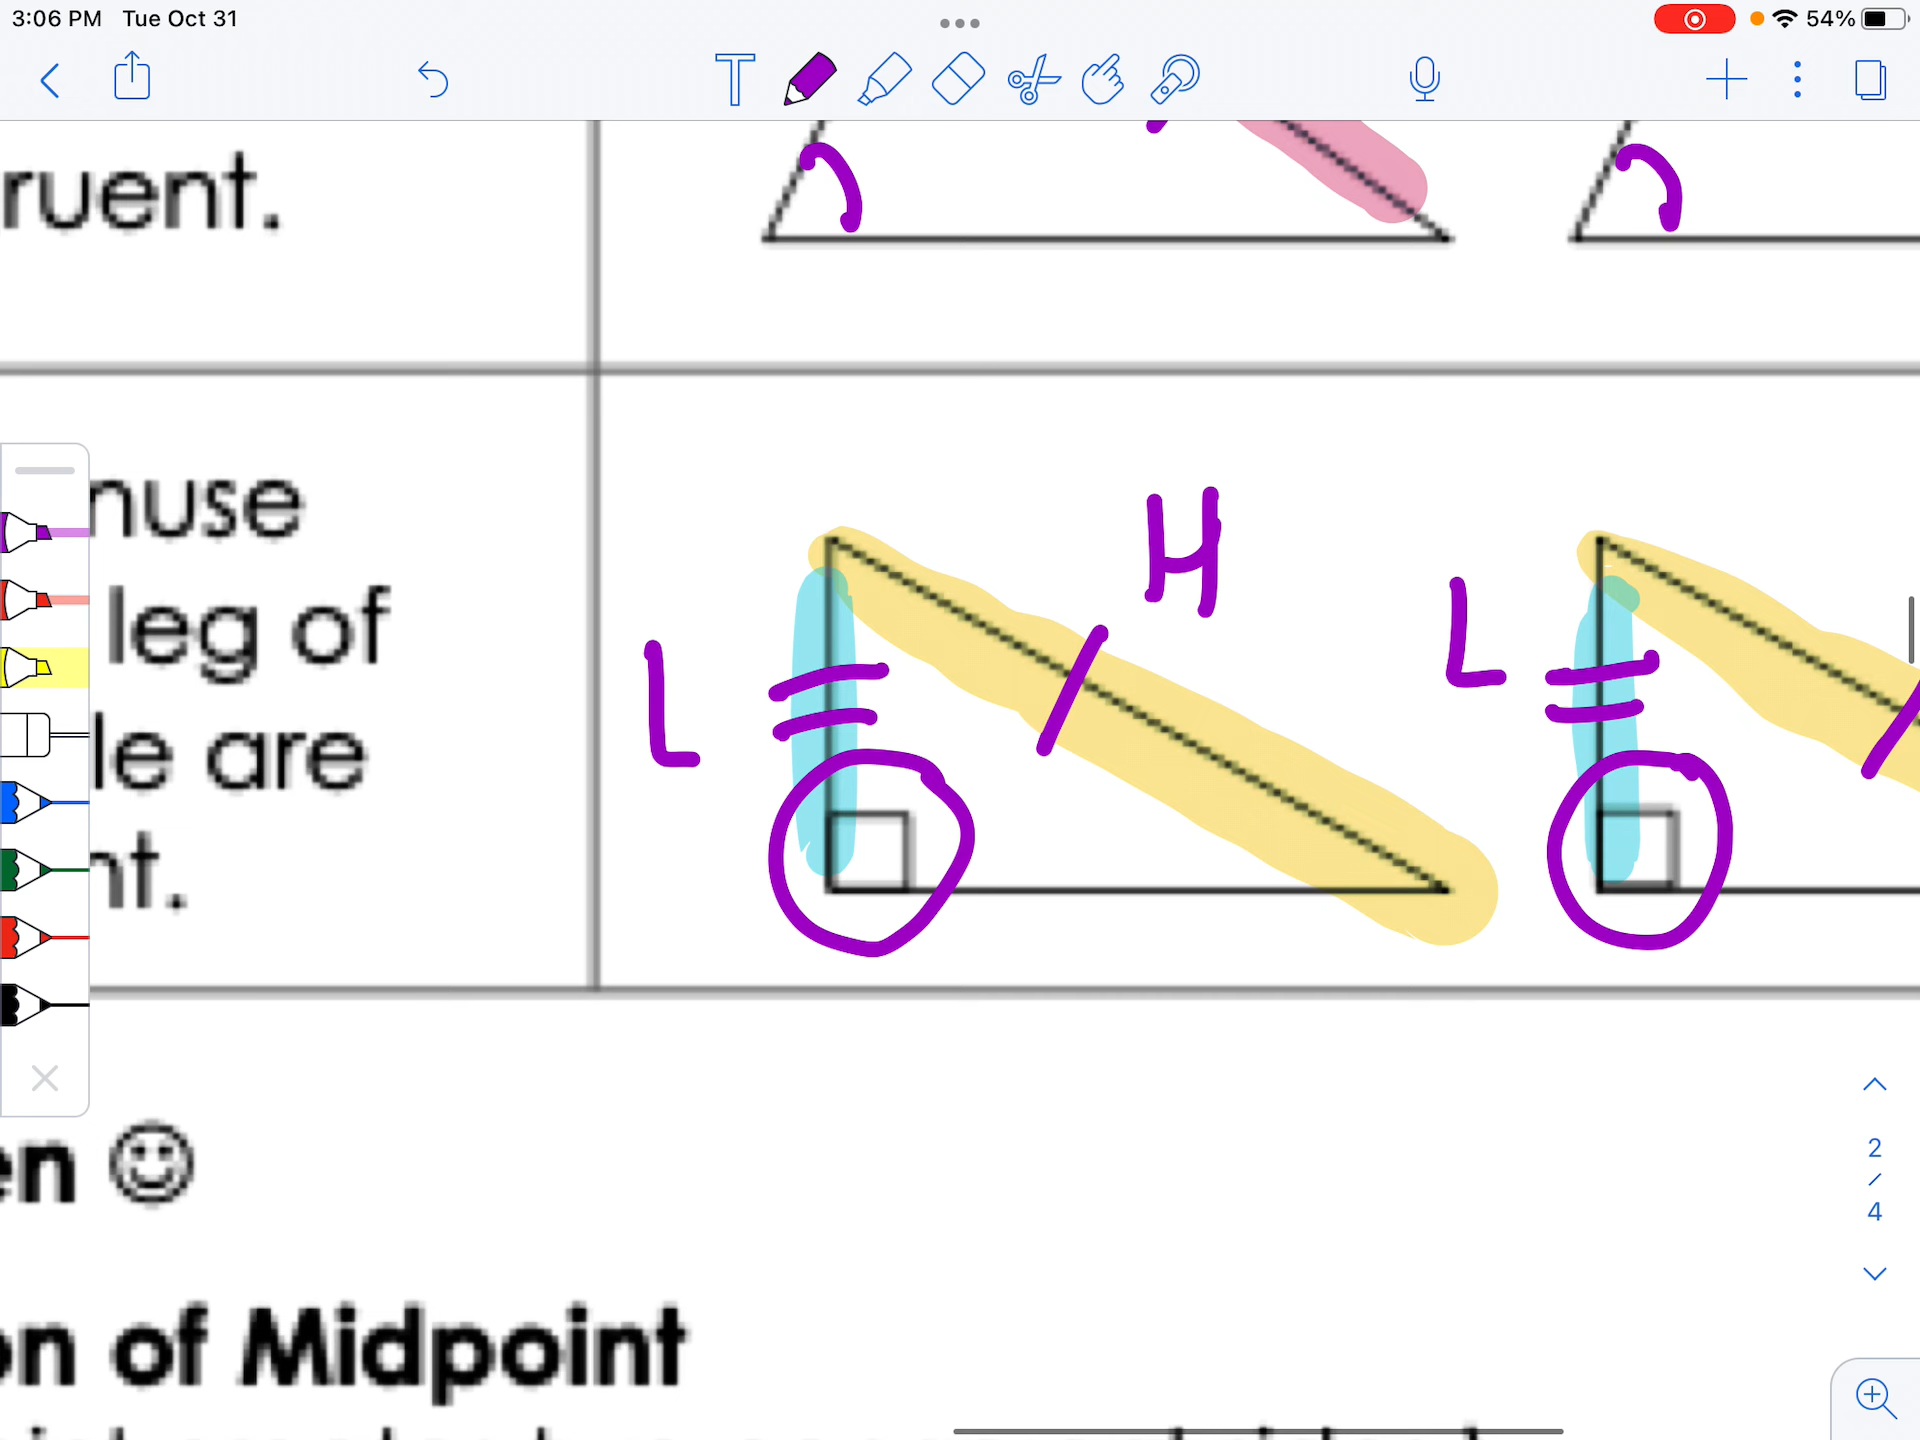 3:06 PM Tue Oct 31
54%
T
ruent.
nuse
leg of
le are
nt.
H
L
L
en ☺
on of Midpoint
2
/
4